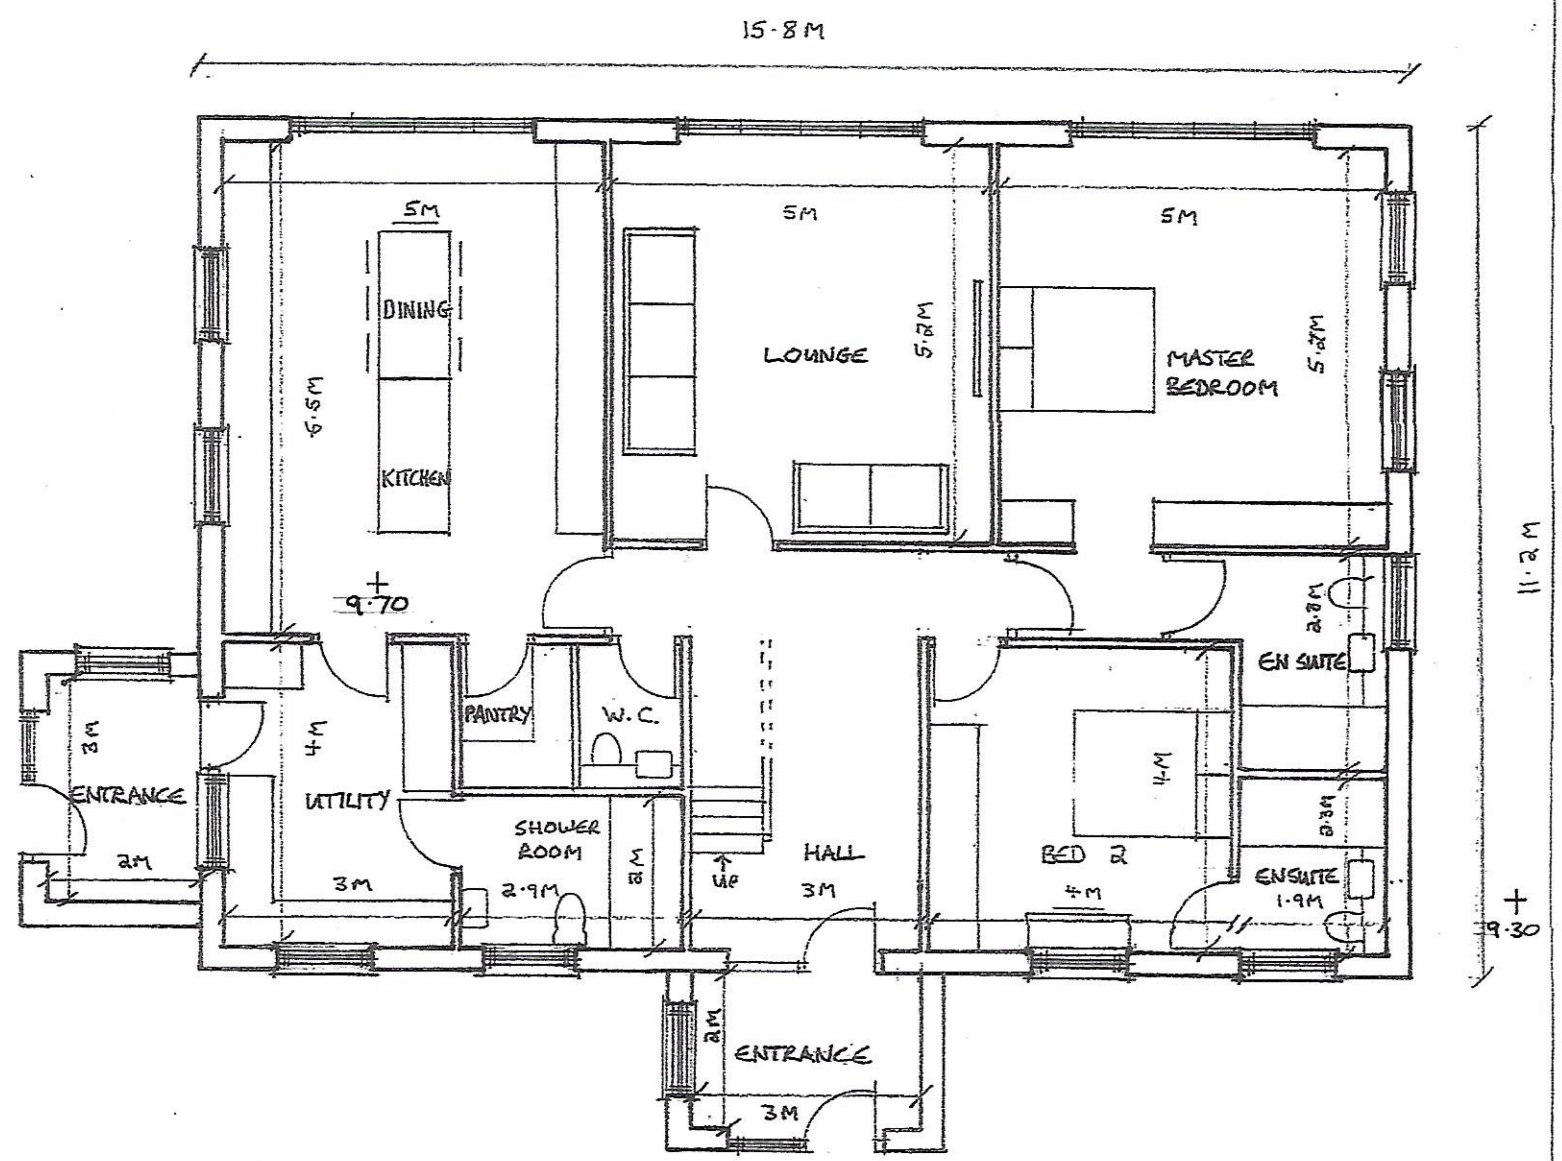 15.8M
5M
5M
5M
DINING
KITCHEN
6.5M
LOUNGE
5.2M
MASTER
BEDROOM
5.2M
11.2M
9.70
2.8M
EN SUITE
3M
ENTRANCE
2M
4M
UTILITY
3M
PANTRY
W.C.
SHOWER
ROOM
2.9M
2M
UP
HALL
3M
4M
BED 2
4M
2.3M
ENSUITE
1.9M
9.30
2M
ENTRANCE
3M